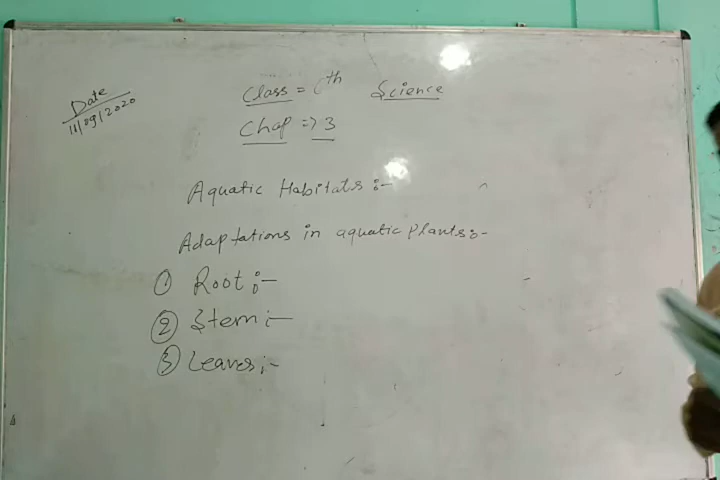 Date
11/09/2020
Class = 6th Science
Chap => 3
Aquatic Habitats :-
Adaptations in aquatic plants :-
① Root :-
② Stem :-
③ Leaves :-